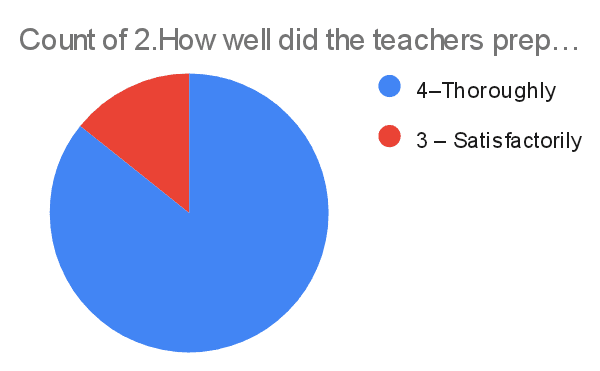 Count of 2.How well did the teachers prep...
4–Thoroughly
3 – Satisfactorily